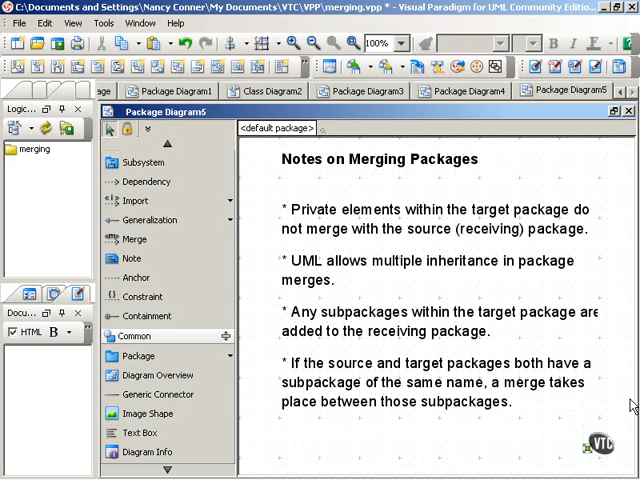 C:\Documents and Settings\Nancy Conner\My Documents\VTC\VPP\merging.vpp * - Visual Paradigm for UML Community Edition...
File Edit View Tools Window Help
100%
B I
age Package Diagram1 Class Diagram2 Package Diagram3 Package Diagram4 Package Diagram5
Logic...
merging
Docu...
HTML B
Package Diagram5
Subsystem
Dependency
Import
Generalization
Merge
Note
Anchor
Constraint
Containment
Common
Package
Diagram Overview
Generic Connector
Image Shape
Text Box
Diagram Info
<default package>
Notes on Merging Packages
* Private elements within the target package do
not merge with the source (receiving) package.
* UML allows multiple inheritance in package
merges.
* Any subpackages within the target package are
added to the receiving package.
* If the source and target packages both have a
subpackage of the same name, a merge takes
place between those subpackages.
VTC